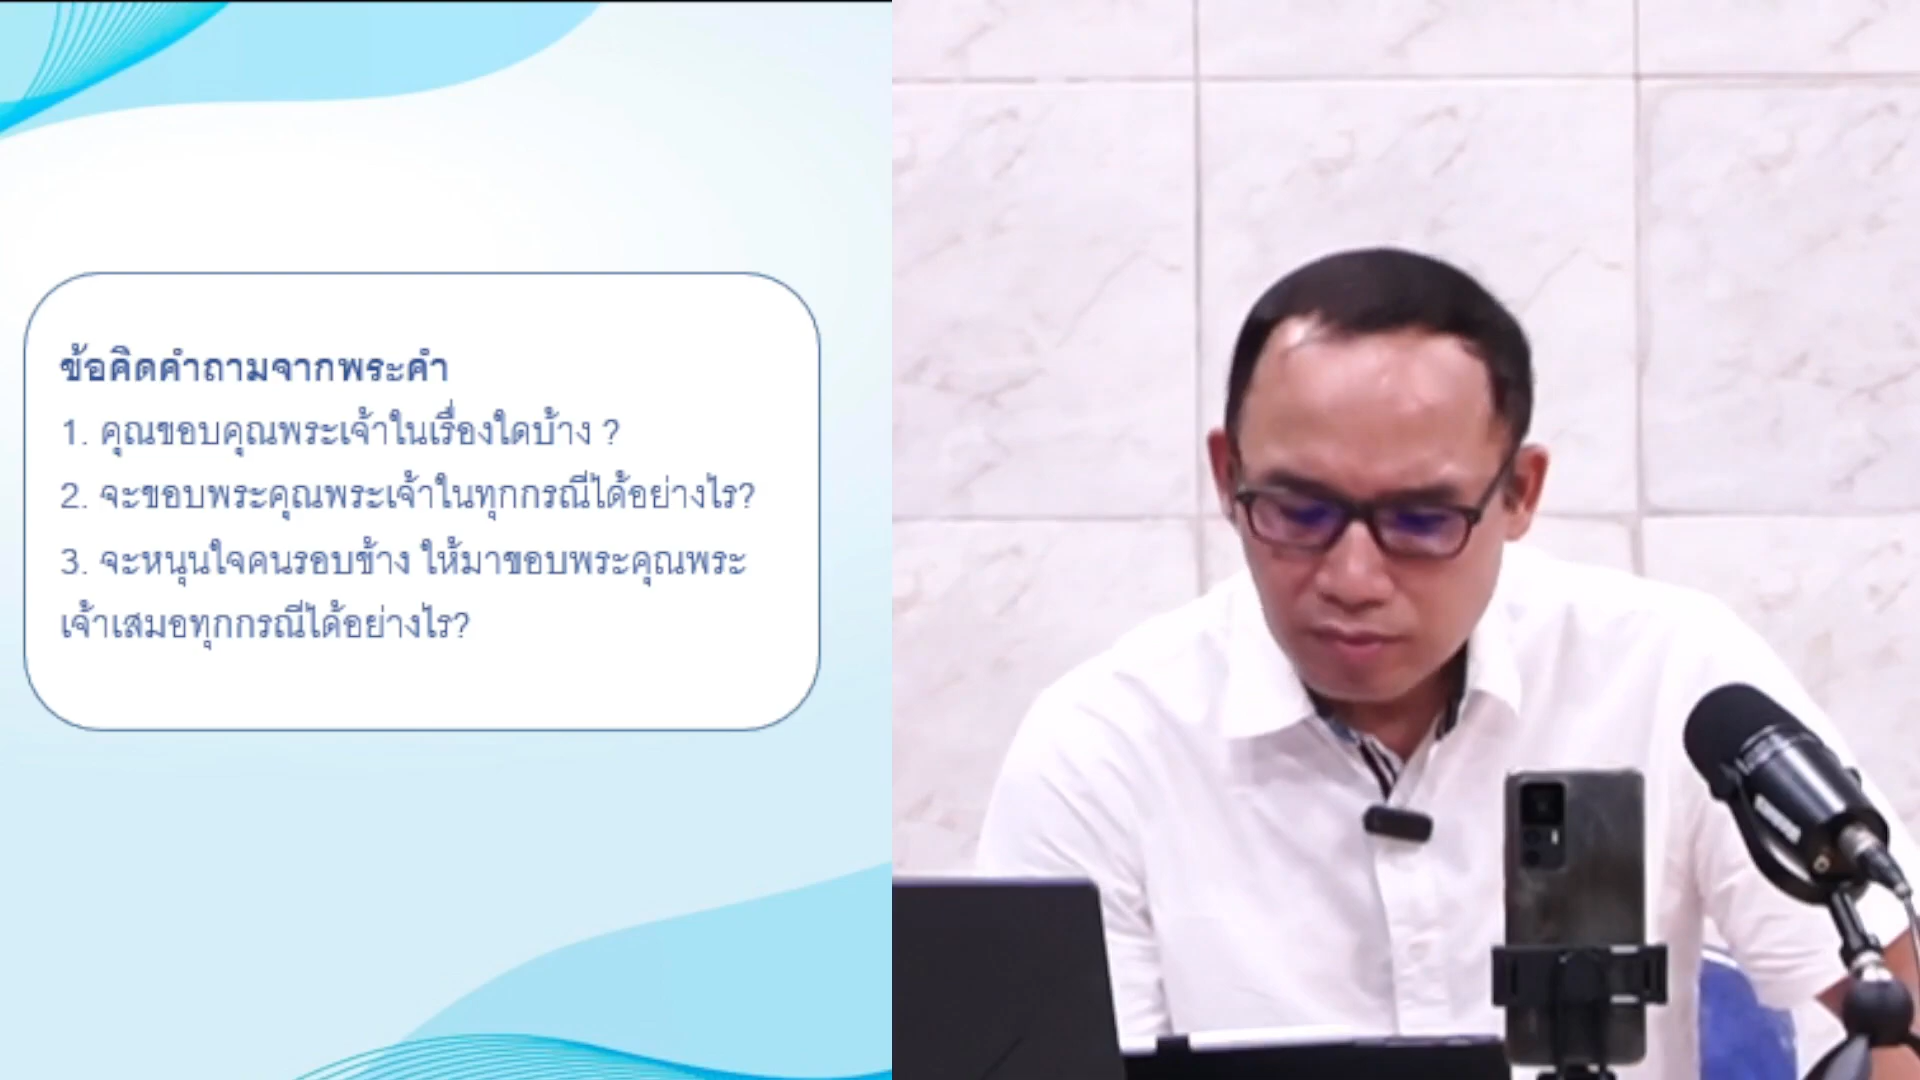 ข้อคิดคำถามจากพระคำ
1. คุณขอบคุณพระเจ้าในเรื่องใดบ้าง ?
2. จะขอบพระคุณพระเจ้าในทุกกรณีได้อย่างไร?
3. จะหนุนใจคนรอบข้าง ให้มาขอบพระคุณพระ
เจ้าเสมอทุกกรณีได้อย่างไร?